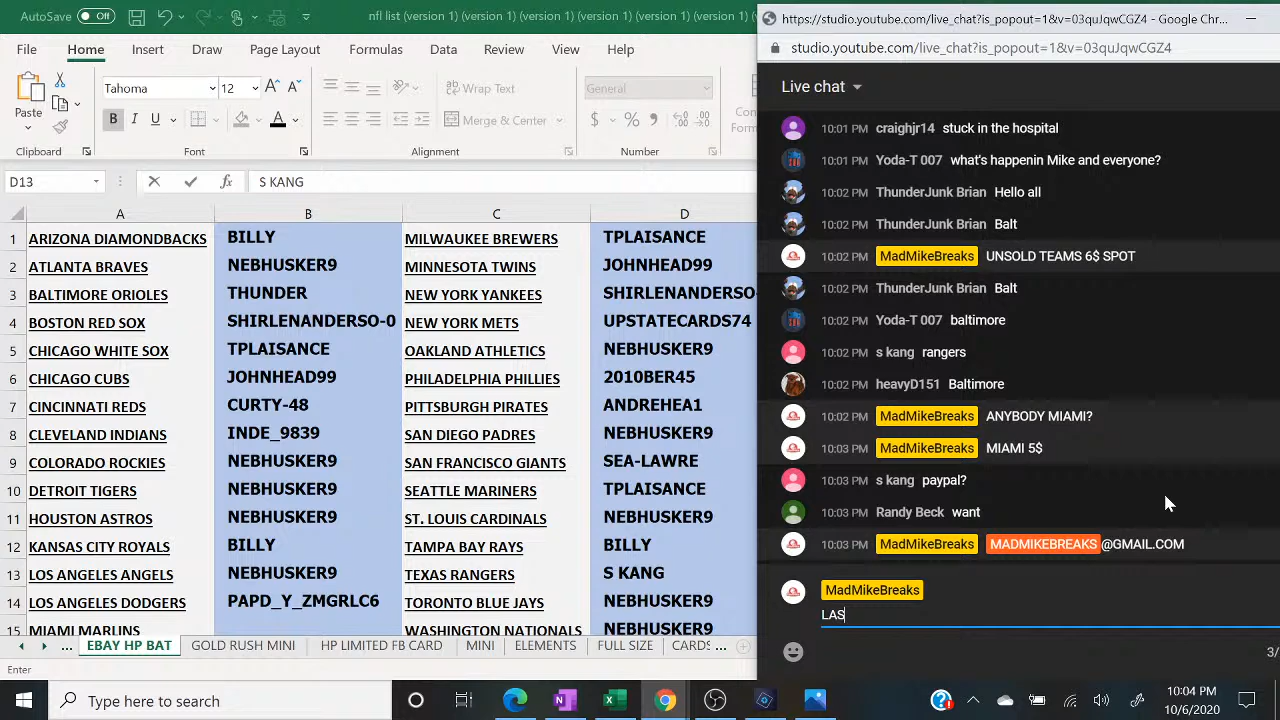 AutoSave Off nfl list (version 1) (version 1) (version 1)
https://studio.youtube.com/live_chat?is_popout=1&v=03quJqwCGZ4 - Google Chr...
studio.youtube.com/live_chat?is_popout=1&v=03quJqwCGZ4
File Home Insert Draw Page Layout Formulas Data Review View Help
Tahoma 12 A A Wrap Text General
Paste B I U A Merge & Center $ % 9 Cond
Form
Clipboard Font Alignment Number
D13 fx S KANG
A B C D
1 ARIZONA DIAMONDBACKS BILLY MILWAUKEE BREWERS TPLAISANCE
2 ATLANTA BRAVES NEBHUSKER9 MINNESOTA TWINS JOHNHEAD99
3 BALTIMORE ORIOLES THUNDER NEW YORK YANKEES SHIRLENANDERSO-
4 BOSTON RED SOX SHIRLENANDERSO-0 NEW YORK METS UPSTATECARDS74
5 CHICAGO WHITE SOX TPLAISANCE OAKLAND ATHLETICS NEBHUSKER9
6 CHICAGO CUBS JOHNHEAD99 PHILADELPHIA PHILLIES 2010BER45
7 CINCINNATI REDS CURTY-48 PITTSBURGH PIRATES ANDREHEA1
8 CLEVELAND INDIANS INDE_9839 SAN DIEGO PADRES NEBHUSKER9
9 COLORADO ROCKIES NEBHUSKER9 SAN FRANCISCO GIANTS SEA-LAWRE
10 DETROIT TIGERS NEBHUSKER9 SEATTLE MARINERS TPLAISANCE
11 HOUSTON ASTROS NEBHUSKER9 ST. LOUIS CARDINALS NEBHUSKER9
12 KANSAS CITY ROYALS BILLY TAMPA BAY RAYS BILLY
13 LOS ANGELES ANGELS NEBHUSKER9 TEXAS RANGERS S KANG
14 LOS ANGELES DODGERS PAPD_Y_ZMGRLC6 TORONTO BLUE JAYS NEBHUSKER9
15 MIAMI MARLINS WASHINGTON NATIONALS NEBHUSKER9
... EBAY HP BAT GOLD RUSH MINI HP LIMITED FB CARD MINI ELEMENTS FULL SIZE CARDS ...
Enter
Live chat
10:01 PM craighjr14 stuck in the hospital
10:01 PM Yoda-T 007 what's happenin Mike and everyone?
10:02 PM ThunderJunk Brian Hello all
10:02 PM ThunderJunk Brian Balt
10:02 PM MadMikeBreaks UNSOLD TEAMS 6$ SPOT
10:02 PM ThunderJunk Brian Balt
10:02 PM Yoda-T 007 baltimore
10:02 PM s kang rangers
10:02 PM heavyD151 Baltimore
10:02 PM MadMikeBreaks ANYBODY MIAMI?
10:03 PM MadMikeBreaks MIAMI 5$
10:03 PM s kang paypal?
10:03 PM Randy Beck want
10:03 PM MadMikeBreaks MADMIKEBREAKS@GMAIL.COM
MadMikeBreaks
LAS
3/
Type here to search
10:04 PM
10/6/2020